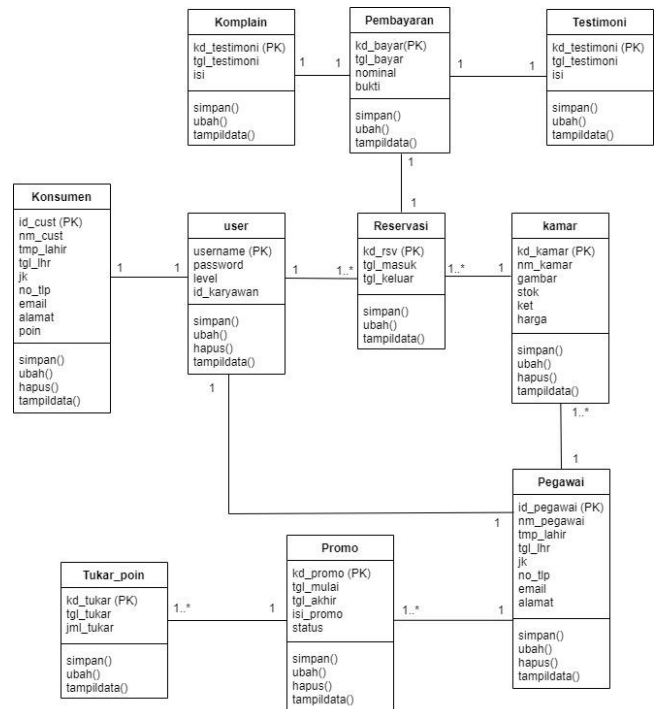 Komplain
kd_testimoni (PK)
tgl_testimoni
isi
simpan()
ubah()
tampildata()
1
1
Pembayaran
kd_bayar(PK)
tgl_bayar
nominal
bukti
simpan()
ubah()
tampildata()
1
1
Testimoni
kd_testimoni (PK)
tgl_testimoni
isi
simpan()
ubah()
tampildata()
1
1
Konsumen
id_cust (PK)
nm_cust
tmp_lahir
tgl_lhr
jk
no_tlp
email
alamat
poin
simpan()
ubah()
hapus()
tampildata()
1
1
user
username (PK)
password
level
id_karyawan
simpan()
ubah()
hapus()
tampildata()
1
1..*
Reservasi
kd_rsv (PK)
tgl_masuk
tgl_keluar
simpan()
ubah()
tampildata()
1..*
1
kamar
kd_kamar (PK)
nm_kamar
gambar
stok
ket
harga
simpan()
ubah()
hapus()
tampildata()
1
1..*
1
1
Pegawai
id_pegawai (PK)
nm_pegawai
tmp_lahir
tgl_lhr
jk
no_tlp
email
alamat
simpan()
ubah()
hapus()
tampildata()
Tukar_poin
kd_tukar (PK)
tgl_tukar
jml_tukar
simpan()
ubah()
tampildata()
1..*
1
Promo
kd_promo (PK)
tgl_mulai
tgl_akhir
isi_promo
status
simpan()
ubah()
hapus()
tampildata()
1..*
1